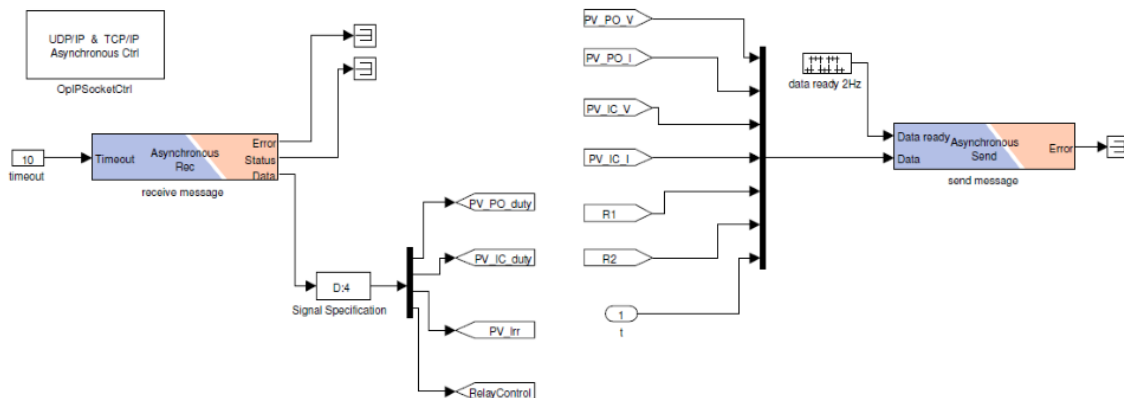 UDP/IP & TCP/IP
Asynchronous Ctrl
OpIPSocketCtrl
10
timeout
Timeout
Asynchronous
Rec
Error
Status
Data
receive message
D:4
Signal Specification
PV_PO_duty
PV_IC_duty
PV_Irr
RelayControl
PV_PO_V
PV_PO_I
PV_IC_V
PV_IC_I
R1
R2
1
t
data ready 2Hz
Data ready
Data
Asynchronous
Send
Error
send message